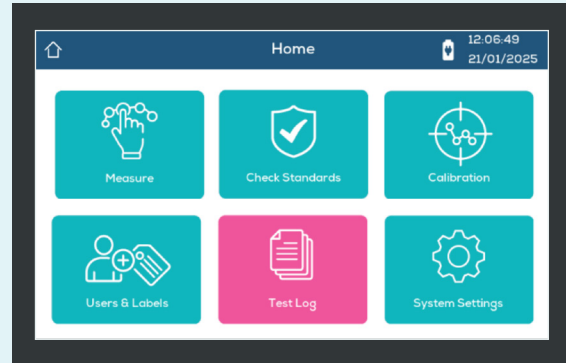 Home
12:06:49
21/01/2025
Measure
Check Standards
Calibration
Users & Labels
Test Log
System Settings